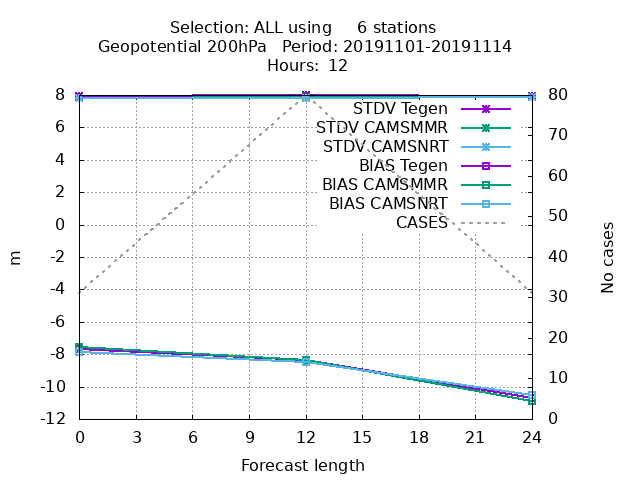 Selection: ALL using     6 stations
Geopotential 200hPa   Period: 20191101-20191114
Hours: 12
8
6
4
2
0
-2
-4
-6
-8
-10
-12
m
STDV Tegen
STDV CAMSMMR
STDV CAMSNRT
BIAS Tegen
BIAS CAMSMMR
BIAS CAMSNRT
CASES
80
70
60
50
40
30
20
10
0
No cases
0 3 6 9 12 15 18 21 24
Forecast length